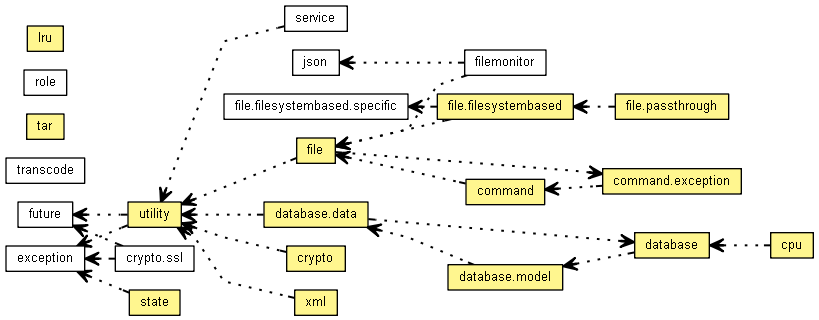 service
lru
json
filemonitor
role
file.filesystembased.specific
file.filesystembased
file.passthrough
tar
file
transcode
command
command.exception
future
utility
database.data
database
cpu
exception
crypto.ssl
crypto
database.model
state
xml